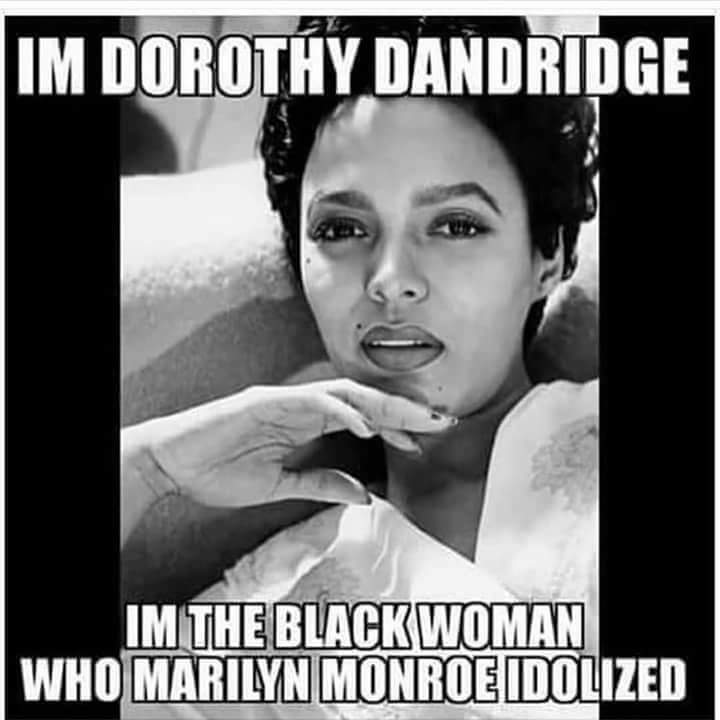 IM DOROTHY DANDRIDGE
IM THE BLACK WOMAN
WHO MARILYN MONROE IDOLIZED